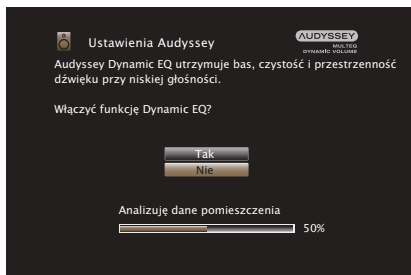 Ustawienia Audyssey
AUDYSSEY
MULTEQ
DYNAMIC VOLUME
Audyssey Dynamic EQ utrzymuje bas, czystość i przestrzenność
dźwięku przy niskiej głośności.
Włączyć funkcję Dynamic EQ?
Tak
Nie
Analizuję dane pomieszczenia
50%